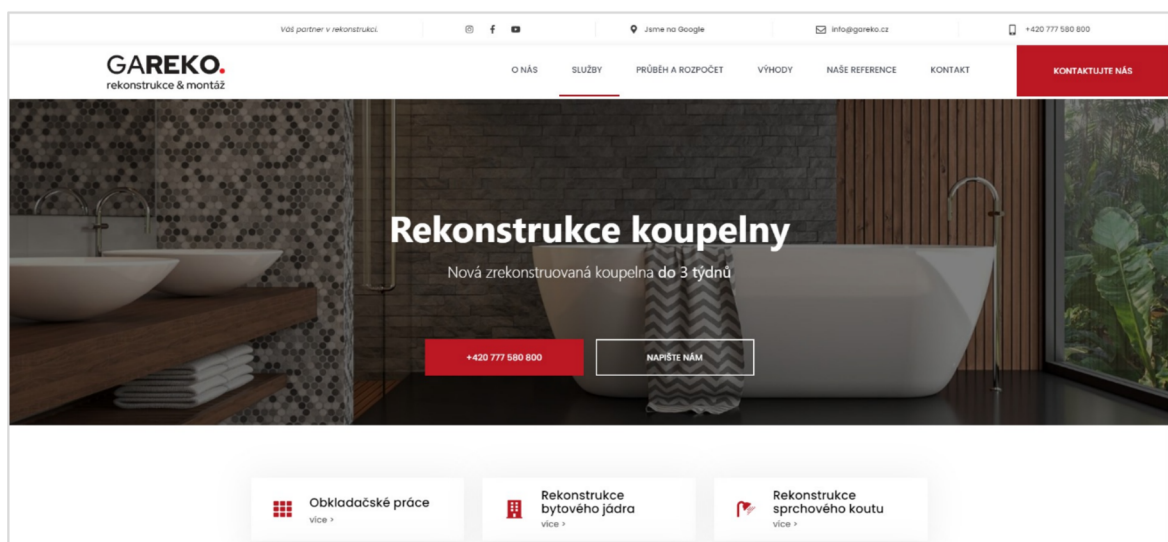 Váš partner v rekonstrukci.
Jsme na Google
info@gareko.cz
+420 777 580 800
GAREKO.
rekonstrukce & montáž
O NÁS
SLUŽBY
PRŮBĚH A ROZPOČET
VÝHODY
NAŠE REFERENCE
KONTAKT
KONTAKTUJTE NÁS
Rekonstrukce koupelny
Nová zrekonstruovaná koupelna do 3 týdnů
+420 777 580 800
NAPIŠTE NÁM
Obkladačské práce
více >
Rekonstrukce
bytového jádra
více >
Rekonstrukce
sprchového koutu
více >